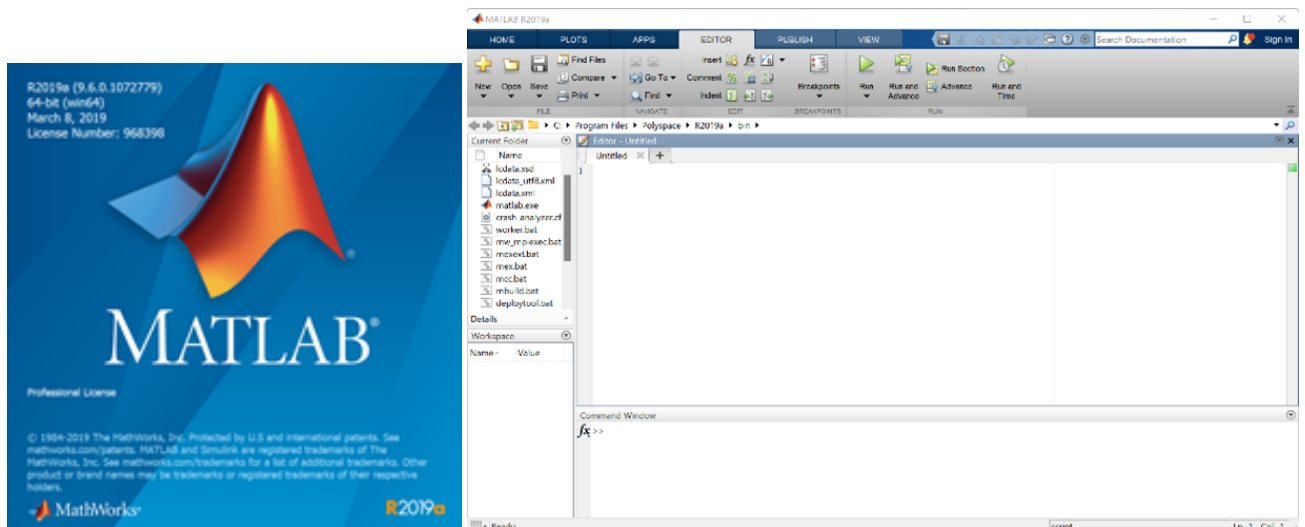 R2019a (9.6.0.1072779)
64-bit (win64)
March 8, 2019
License Number: 968398
MATLAB®
Professional License
© 1984-2019 The MathWorks, Inc. Protected by U.S and international patents. See
mathworks.com/patents. MATLAB and Simulink are registered trademarks of The
MathWorks, Inc. See mathworks.com/trademarks for a list of additional trademarks. Other
product or brand names may be trademarks or registered trademarks of their respective
holders.
MathWorks®
R2019a
MATLAB R2019a
HOME PLOTS APPS EDITOR PUBLISH VIEW Search Documentation Sign In
Find Files Insert fx
Compare Go To Comment Run Section
New Open Save Print Find Indent Breakpoints Run Run and Advance Advance Run and Time
FILE NAVIGATE EDIT BREAKPOINTS RUN
C: Program Files Polyspace R2019a bin
Current Folder
Editor - Untitled
Name
Untitled +
1
lcdata.xsd
lcdata_utf8.xml
lcdata.xml
matlab.exe
crash_analyzer.cf
worker.bat
mw_mpiexec.bat
mexext.bat
mex.bat
mcc.bat
mbuild.bat
deploytool.bat
Details
Workspace
Name Value
Command Window
fx >>
Ready script Ln 1 Col 1